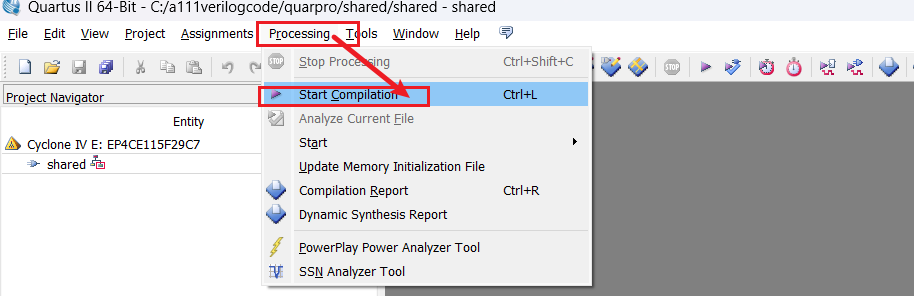 Quartus II 64-Bit - C:/a111verilogcode/quarpro/shared/shared - shared
File Edit View Project Assignments Processing Tools Window Help
Stop Processing Ctrl+Shift+C
STOP
Project Navigator
Start Compilation Ctrl+L
Entity
Analyze Current File
Cyclone IV E: EP4CE115F29C7
Start
shared
Update Memory Initialization File
Compilation Report Ctrl+R
Dynamic Synthesis Report
PowerPlay Power Analyzer Tool
SSN Analyzer Tool